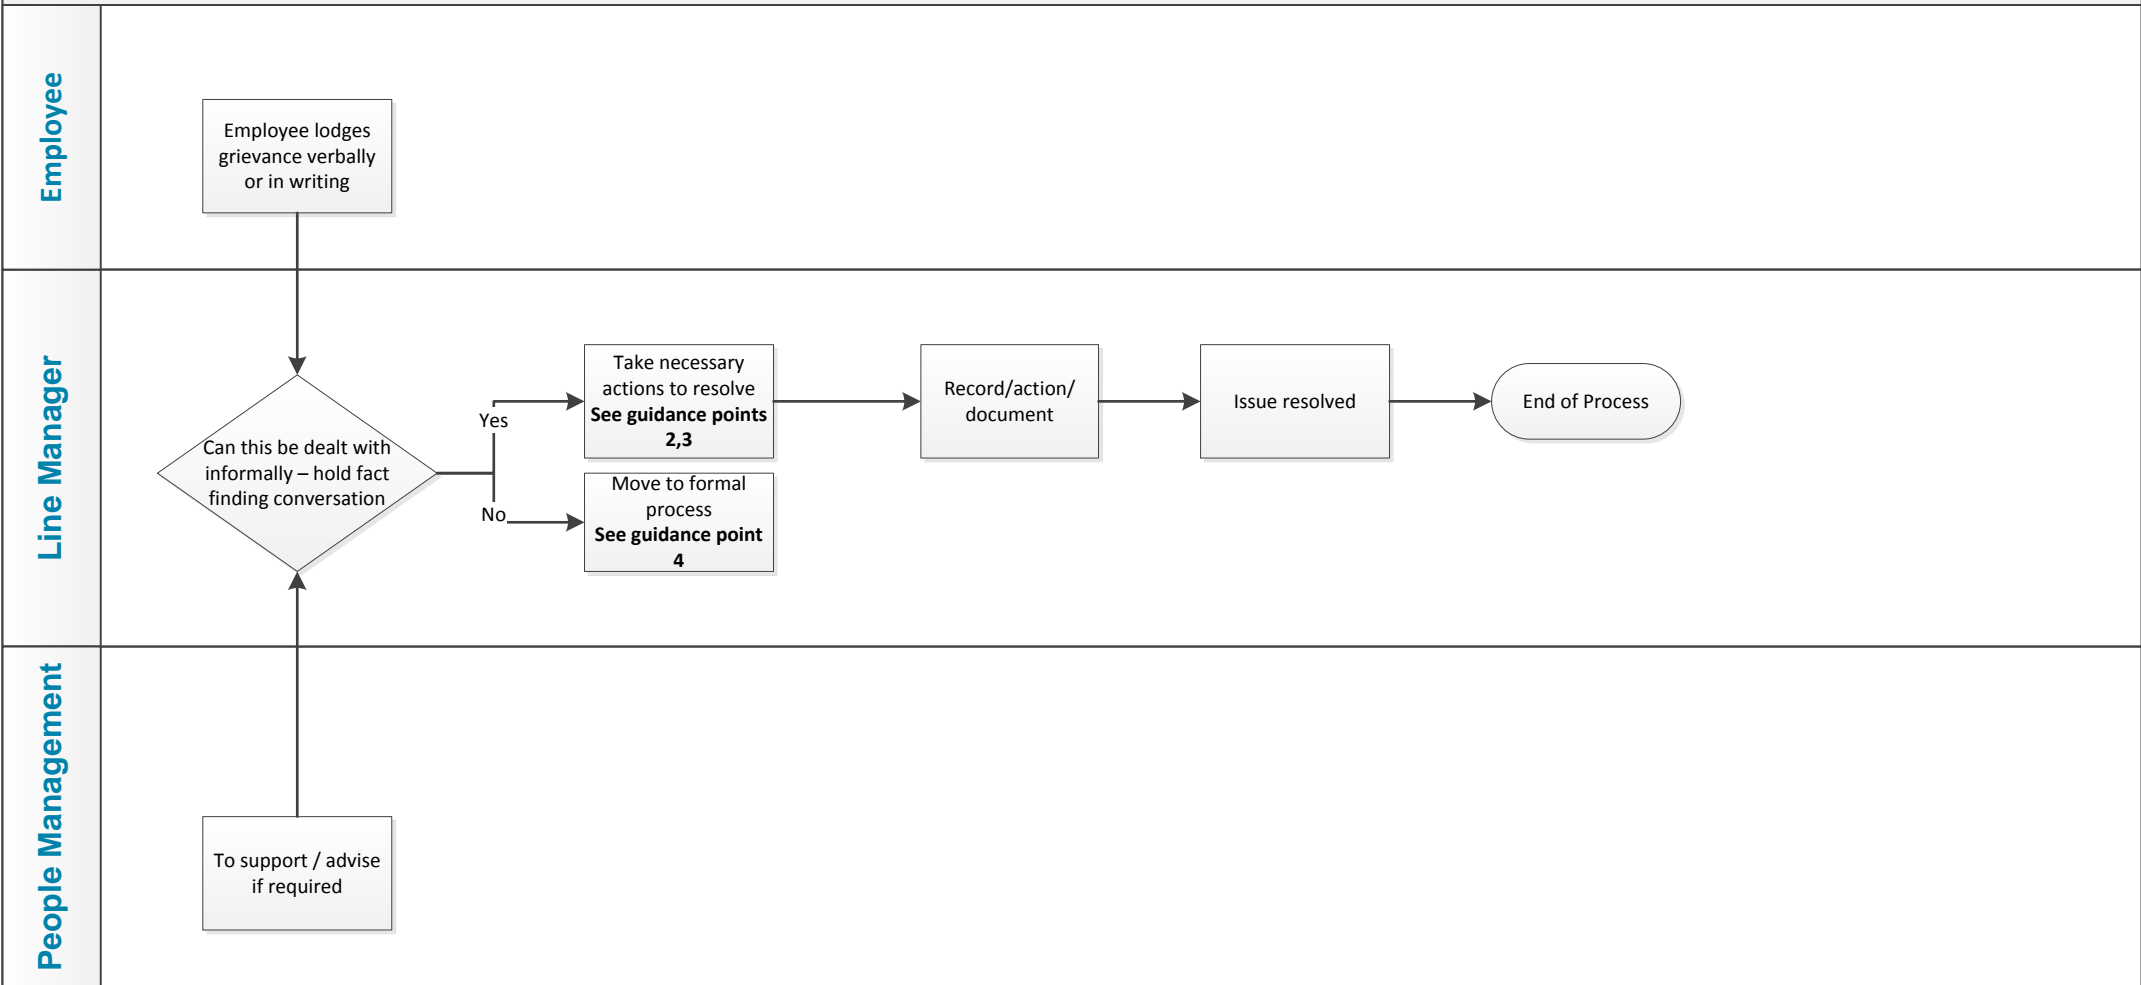 Employee
Employee lodges
grievance verbally
or in writing
Line Manager
Can this be dealt with
informally – hold fact
finding conversation
Yes
No
Take necessary
actions to resolve
See guidance points
2,3
Move to formal
process
See guidance point
4
Record/action/
document
Issue resolved
End of Process
People Management
To support / advise
if required